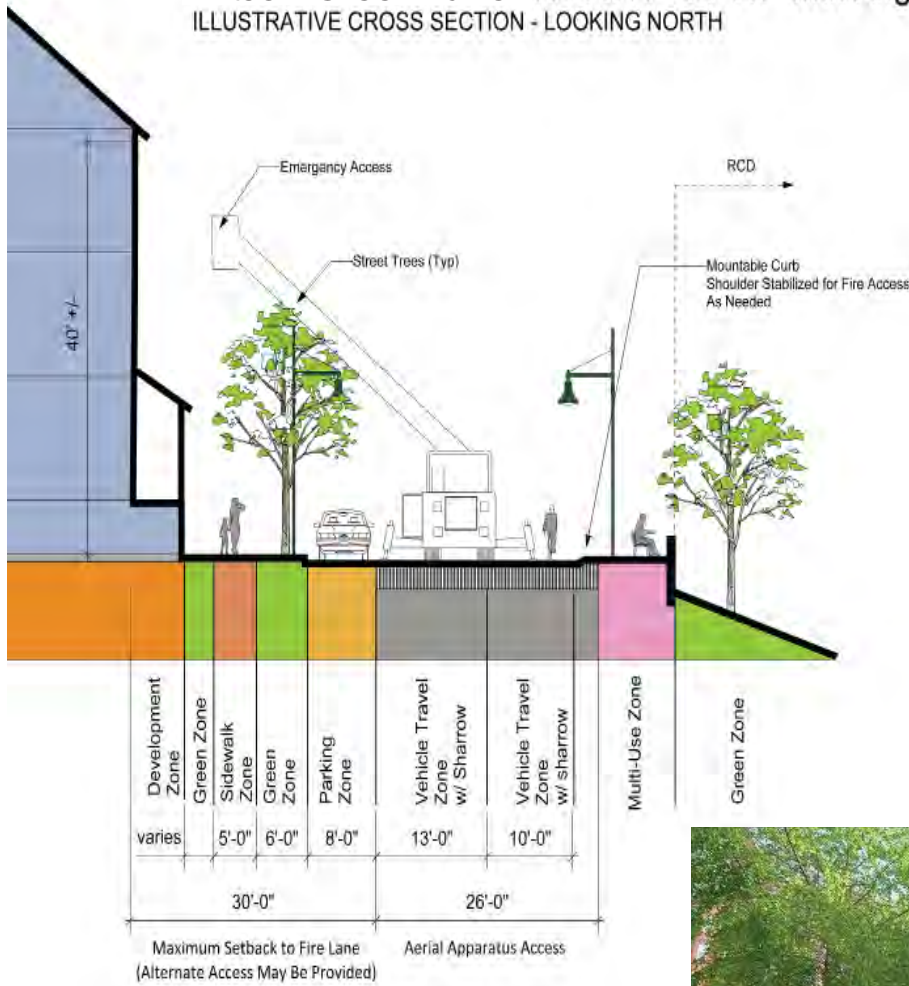 ILLUSTRATIVE CROSS SECTION - LOOKING NORTH
Emergency Access
RCD
Street Trees (Typ)
Mountable Curb
Shoulder Stabilized for Fire Access
As Needed
40' +/-
Development
Zone
Green Zone
Sidewalk
Zone
Green
Zone
Parking
Zone
Vehicle Travel
Zone
w/ Sharrow
Vehicle Travel
Zone
w/ sharrow
Multi-Use Zone
Green Zone
varies
5'-0"
6'-0"
8'-0"
13'-0"
10'-0"
30'-0"
26'-0"
Maximum Setback to Fire Lane
(Alternate Access May Be Provided)
Aerial Apparatus Access